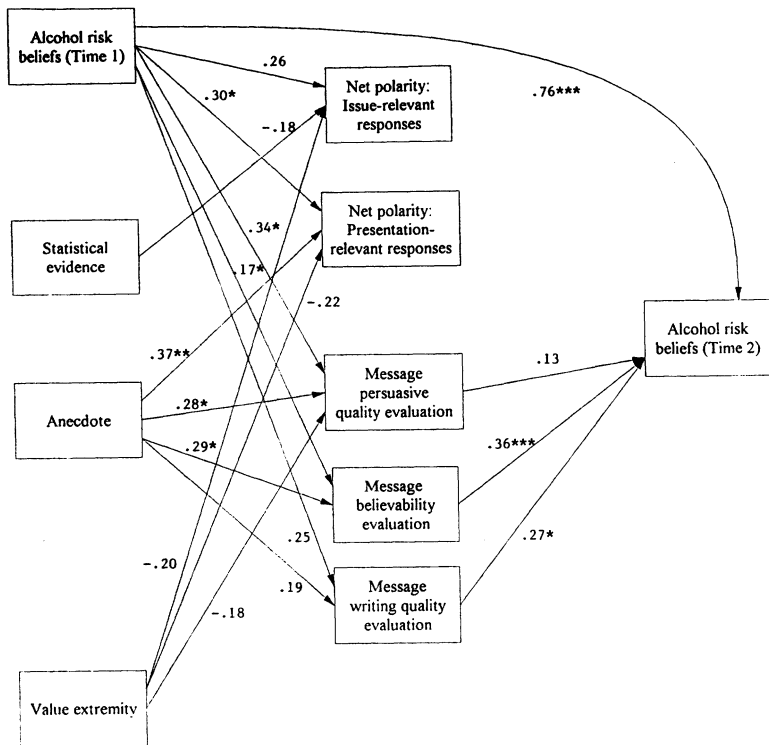 Alcohol risk
beliefs (Time 1)
.26
.76***
Net polarity:
Issue-relevant
responses
.30*
-.18
Net polarity:
Presentation-
relevant responses
Statistical
evidence
.34*
.17*
-.22
Alcohol risk
beliefs (Time 2)
.37**
.13
Message
persuasive
quality evaluation
Anecdote
.28*
.29*
.36***
Message
believability
evaluation
.25
.27*
-.20
.19
-.18
Message
writing quality
evaluation
Value extremity